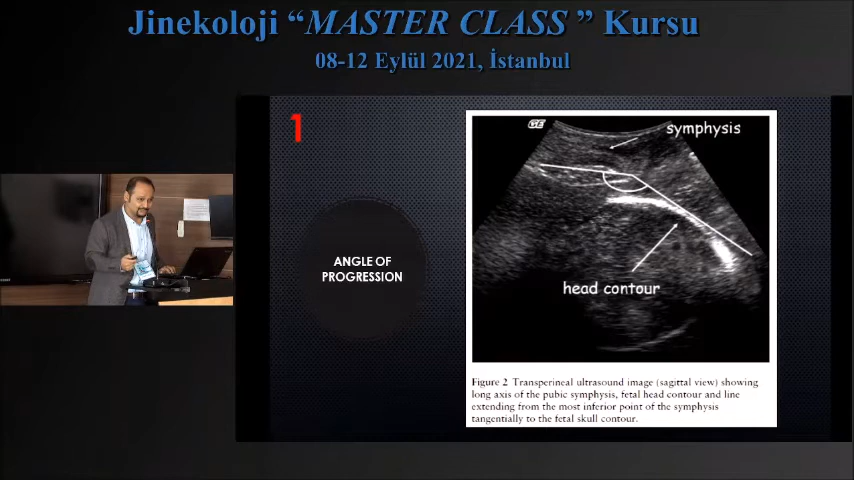 Jinekoloji “MASTER CLASS ” Kursu
08-12 Eylül 2021, İstanbul
1
ANGLE OF
PROGRESSION
GE
symphysis
head contour
Figure 2 Transperineal ultrasound image (sagittal view) showing
long axis of the pubic symphysis, fetal head contour and line
extending from the most inferior point of the symphysis
tangentially to the fetal skull contour.